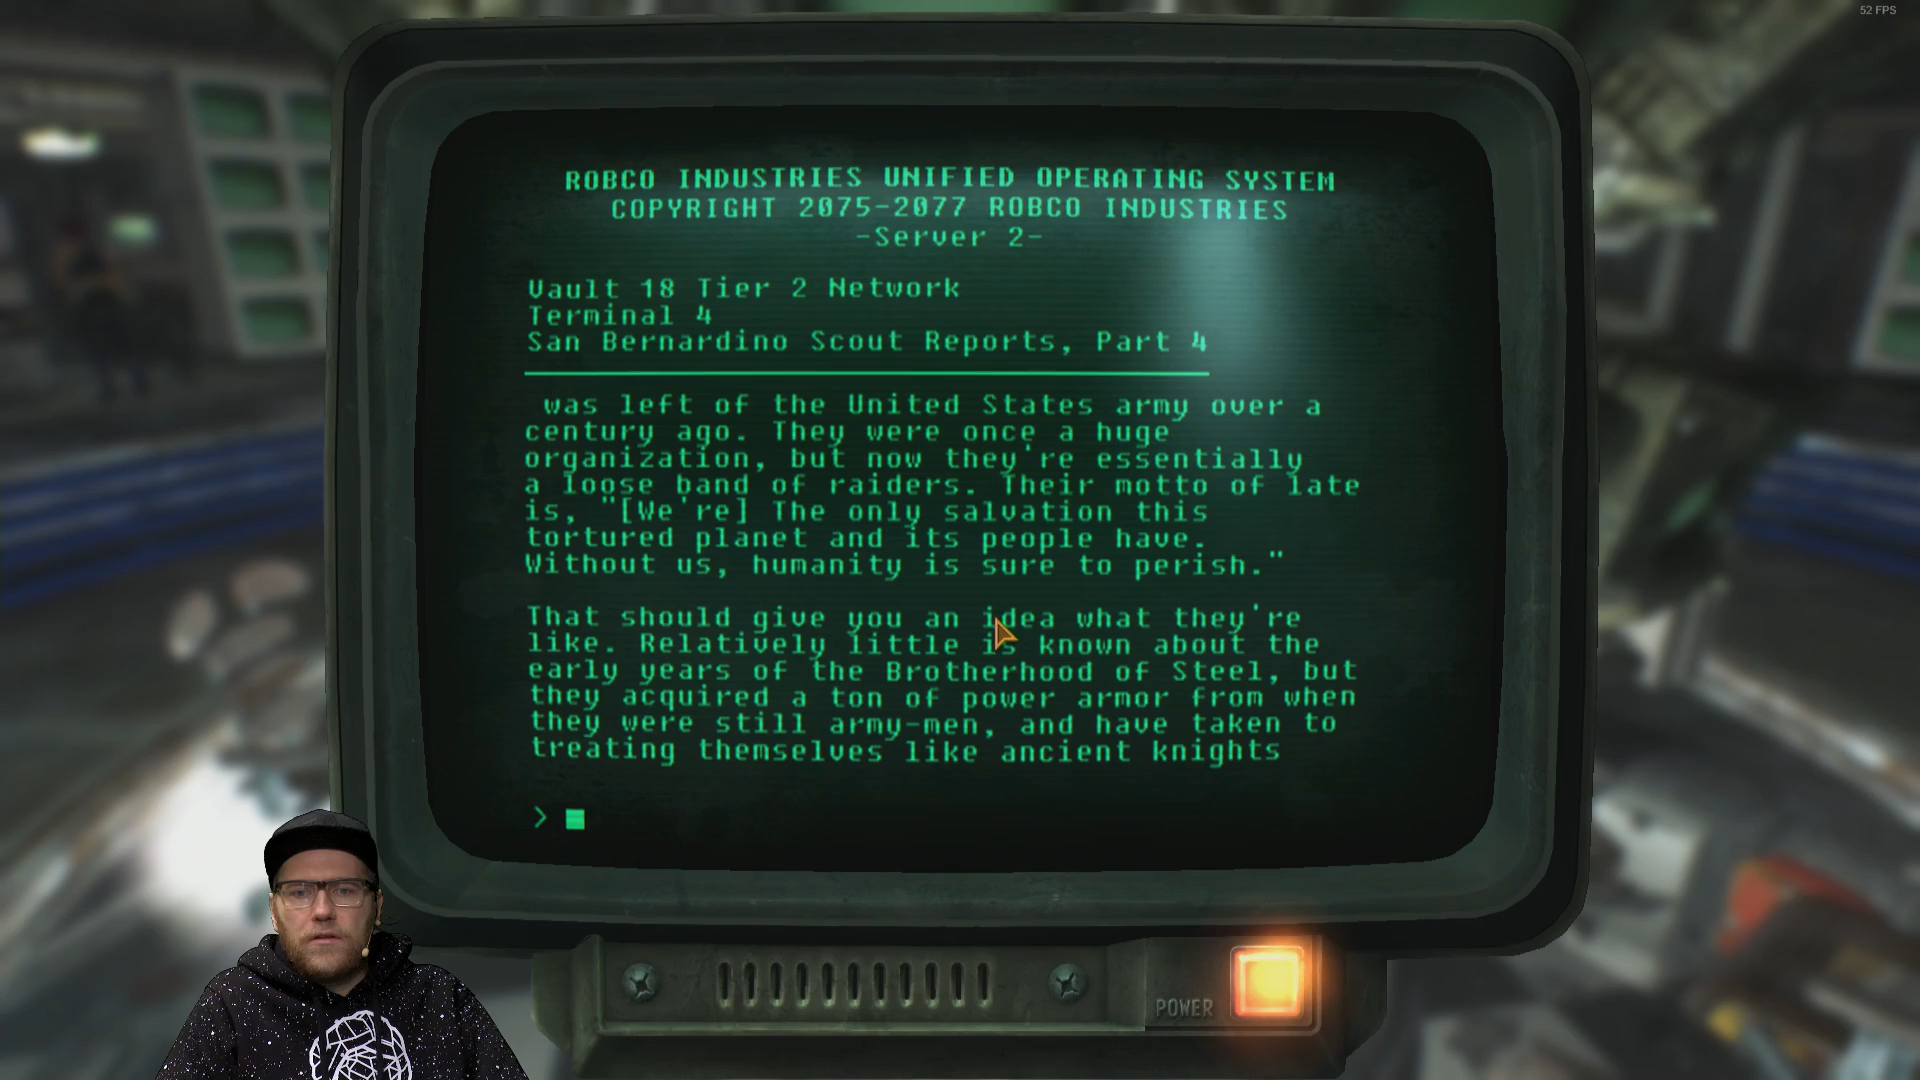 52 FPS
ROBCO INDUSTRIES UNIFIED OPERATING SYSTEM
COPYRIGHT 2075-2077 ROBCO INDUSTRIES
-Server 2-
Vault 18 Tier 2 Network
Terminal 4
San Bernardino Scout Reports, Part 4
was left of the United States army over a
century ago. They were once a huge
organization, but now they're essentially
a loose band of raiders. Their motto of late
is, "[We're] The only salvation this
tortured planet and its people have.
Without us, humanity is sure to perish."
That should give you an idea what they're
like. Relatively little is known about the
early years of the Brotherhood of Steel, but
they acquired a ton of power armor from when
they were still army-men, and have taken to
treating themselves like ancient knights
>
POWER